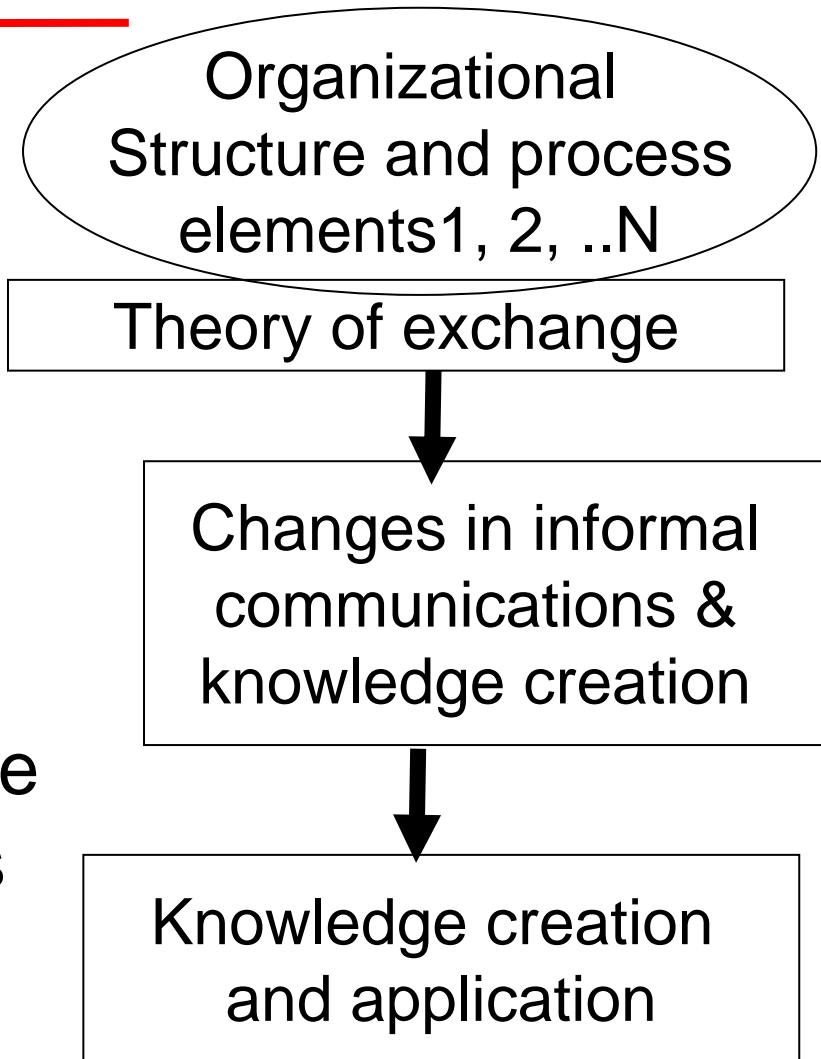 Organizational
Structure and process
elements1, 2, ..N
Theory of exchange
Changes in informal
communications &
knowledge creation
e
s
Knowledge creation
and application